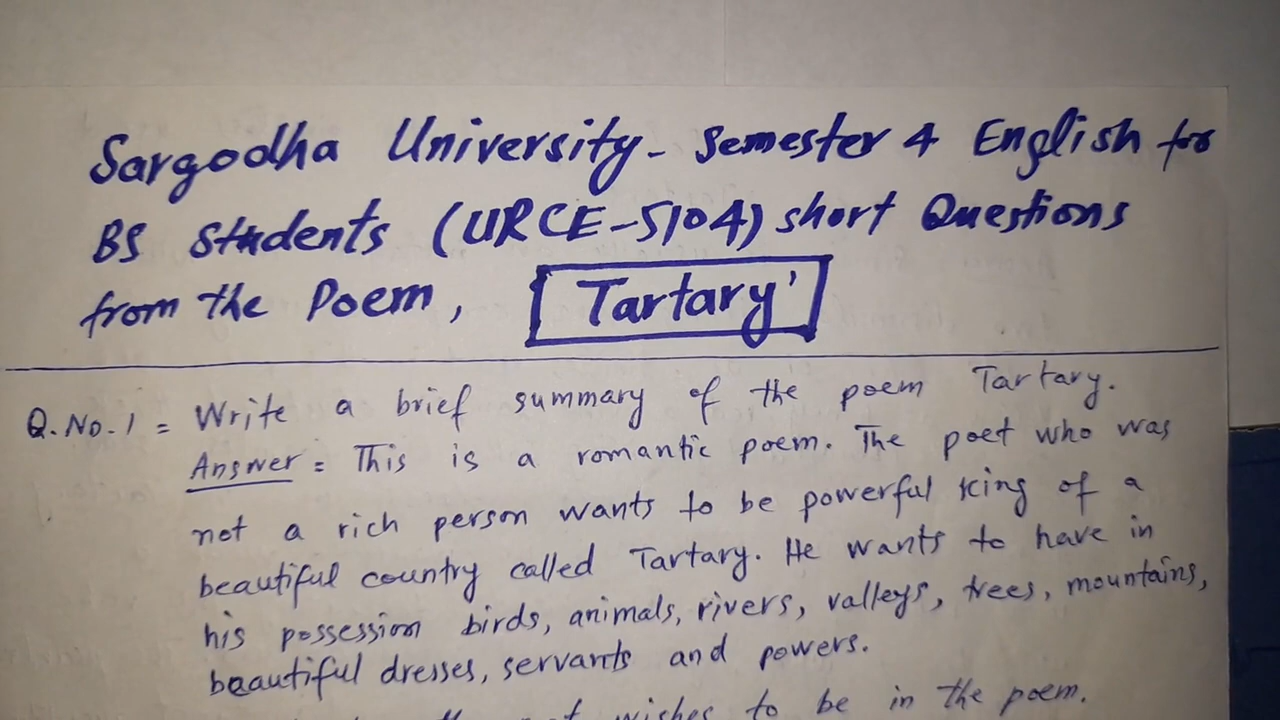 Sargodha University - Semester 4 English for
BS Students (URCE-5104) short Questions
from the Poem, [Tartary']
Q.No.1 = Write a brief summary of the poem Tartary.
Answer = This is a romantic poem. The poet who was
not a rich person wants to be powerful king of a
beautiful country called Tartary. He wants to have in
his possession birds, animals, rivers, valleys, trees, mountains,
beautiful dresses, servants and powers.
wishes to be in the poem.